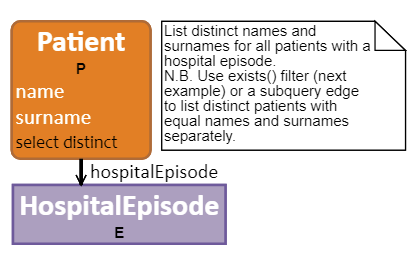 Patient
P
name
surname
select distinct
hospitalEpisode
HospitalEpisode
E
List distinct names and
surnames for all patients with a
hospital episode.
N.B. Use exists() filter (next
example) or a subquery edge
to list distinct patients with
equal names and surnames
separately.